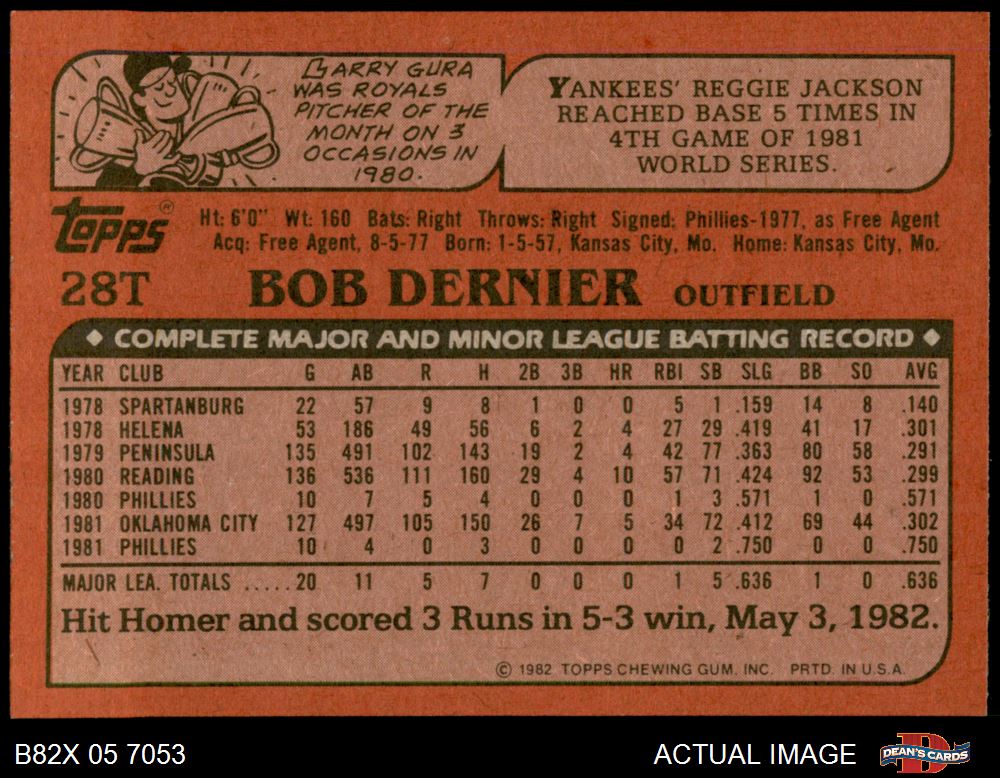 LARRY GURA
WAS ROYALS
PITCHER OF THE
MONTH ON 3
OCCASIONS IN
1980.
YANKEES' REGGIE JACKSON
REACHED BASE 5 TIMES IN
4TH GAME OF 1981
WORLD SERIES.
topps®
Ht: 6'0" Wt: 160 Bats: Right Throws: Right Signed: Phillies-1977, as Free Agent
Acq: Free Agent, 8-5-77 Born: 1-5-57, Kansas City, Mo. Home: Kansas City, Mo.
28T BOB DERNIER OUTFIELD
◆ COMPLETE MAJOR AND MINOR LEAGUE BATTING RECORD ◆
YEAR CLUB G AB R H 2B 3B HR RBI SB SLG BB SO AVG
1978 SPARTANBURG 22 57 9 8 1 0 0 5 1 .159 14 8 .140
1978 HELENA 53 186 49 56 6 2 4 27 29 .419 41 17 .301
1979 PENINSULA 135 491 102 143 19 2 4 42 77 .363 80 58 .291
1980 READING 136 536 111 160 29 4 10 57 71 .424 92 53 .299
1980 PHILLIES 10 7 5 4 0 0 0 1 3 .571 1 0 .571
1981 OKLAHOMA CITY 127 497 105 150 26 7 5 34 72 .412 69 44 .302
1981 PHILLIES 10 4 0 3 0 0 0 0 2 .750 0 0 .750
MAJOR LEA. TOTALS .....20 11 5 7 0 0 0 1 5 .636 1 0 .636
Hit Homer and scored 3 Runs in 5-3 win, May 3, 1982.
© 1982 TOPPS CHEWING GUM. INC. PRTD. IN U.S.A.
B82X 05 7053 ACTUAL IMAGE DEAN'S CARDS